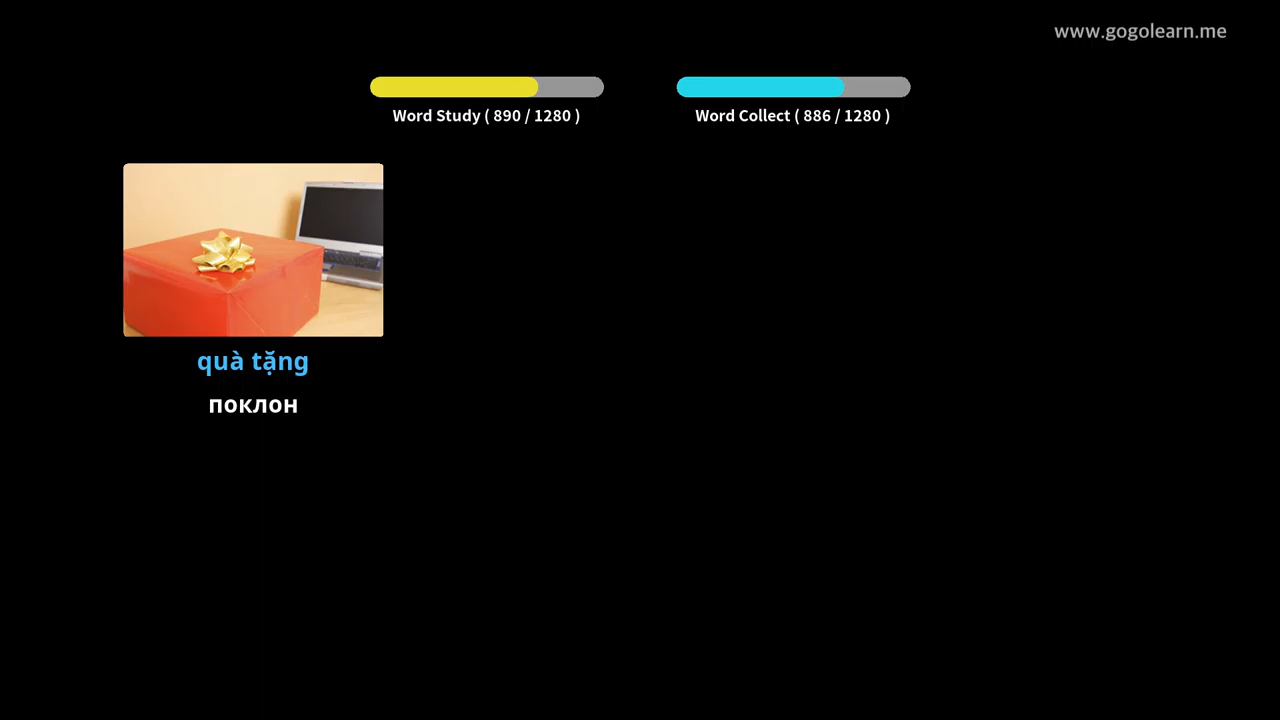 www.gogolearn.me
Word Study ( 890 / 1280 )
Word Collect ( 886 / 1280 )
quà tặng
поклон